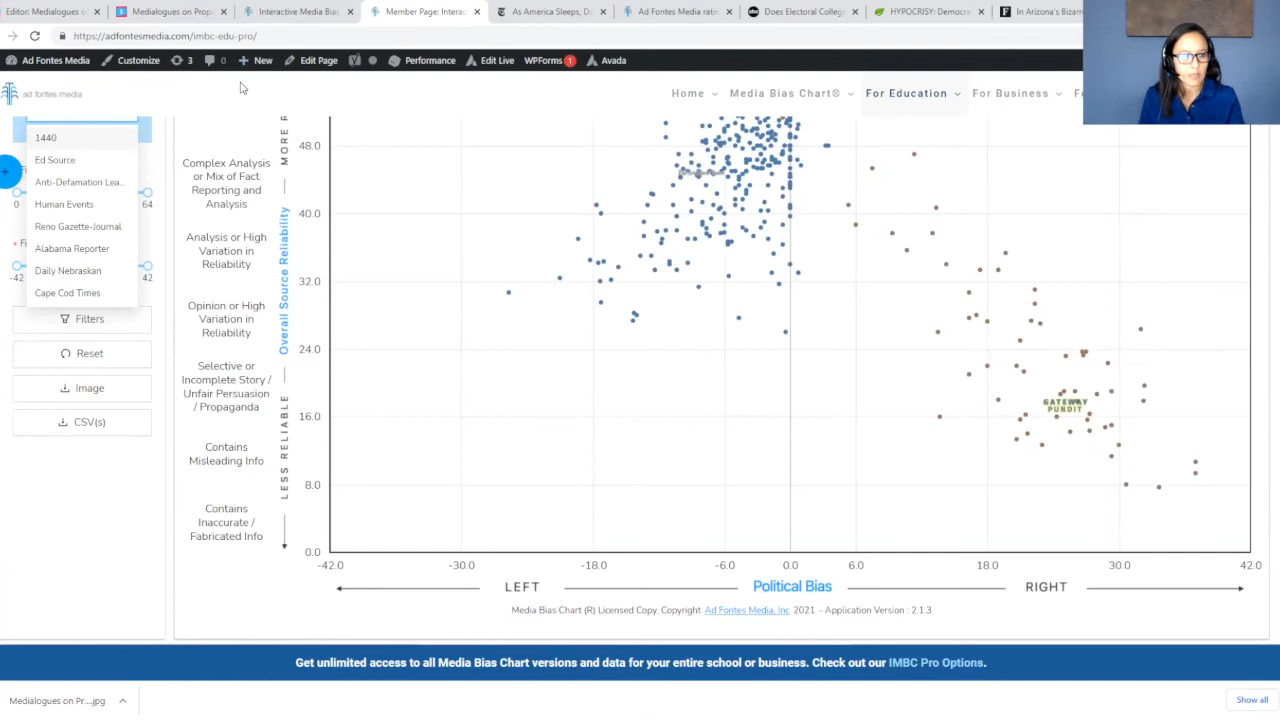 Editor: Medialogues o
Medialogues on Prop
Interactive Media Bias
Member Page: Interac
As America Sleeps, D
Ad Fontes Media ratin
Does Electoral Colleg
HYPOCRISY: Democra
In Arizona's Bizarr
https://adfontesmedia.com/imbc-edu-pro/
Ad Fontes Media
Customize
3
0
New
Edit Page
Performance
Edit Live
WPForms 1
Avada
ad fontes media
Home
Media Bias Chart®
For Education
For Business
1440
Ed Source
Anti-Defamation Lea...
Human Events
Reno Gazette-Journal
Alabama Reporter
Daily Nebraskan
Cape Cod Times
0
64
-42
42
Filters
Reset
Image
CSV(s)
Complex Analysis
or Mix of Fact
Reporting and
Analysis
Analysis or High
Variation in
Reliability
Opinion or High
Variation in
Reliability
Selective or
Incomplete Story /
Unfair Persuasion
/ Propaganda
Contains
Misleading Info
Contains
Inaccurate /
Fabricated Info
MORE R
Overall Source Reliability
LESS RELIABLE
48.0
40.0
32.0
24.0
16.0
8.0
0.0
GATEWAY
PUNDIT
-42.0
-30.0
-18.0
-6.0
0.0
6.0
18.0
30.0
42.0
LEFT
Political Bias
RIGHT
Media Bias Chart (R) Licensed Copy. Copyright Ad Fontes Media, Inc 2021 - Application Version : 2.1.3
Get unlimited access to all Media Bias Chart versions and data for your entire school or business. Check out our IMBC Pro Options.
Medialogues on Pr....jpg
Show all